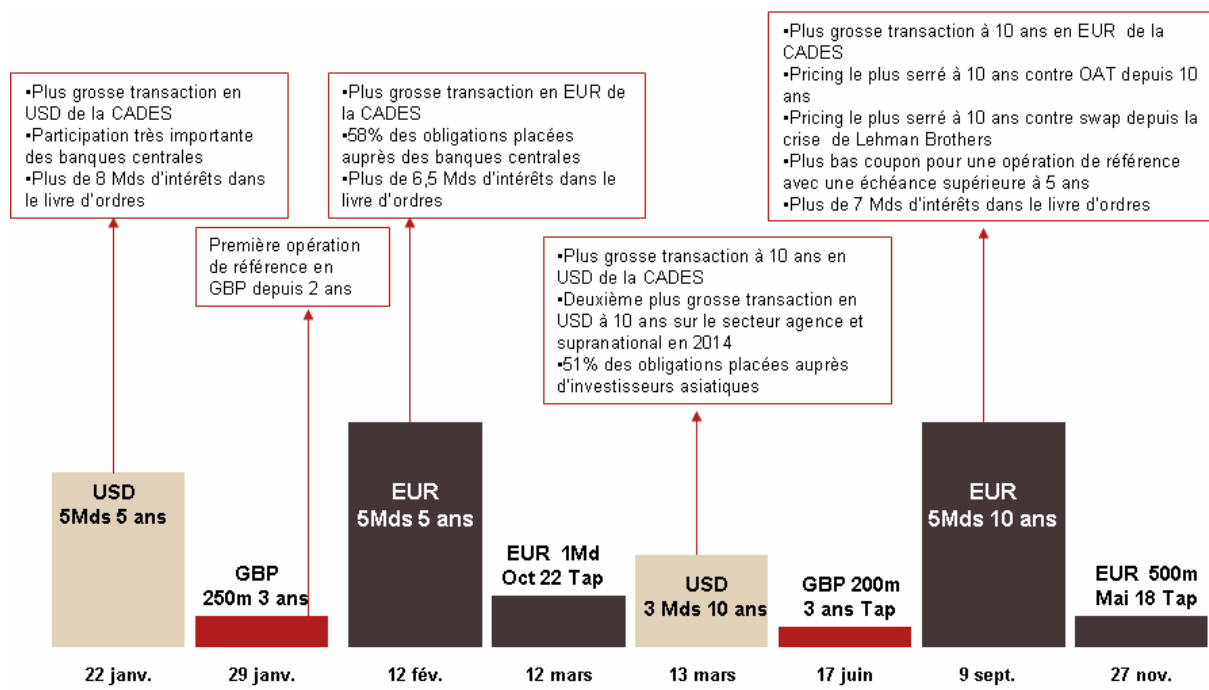 ▪Plus grosse transaction en
USD de la CADES
▪Participation très importante
des banques centrales
▪Plus de 8 Mds d'intérêts dans
le livre d'ordres
Première opération
de référence en
GBP depuis 2 ans
▪Plus grosse transaction en EUR de
la CADES
▪58% des obligations placées
auprès des banques centrales
▪Plus de 6,5 Mds d'intérêts dans le
livre d'ordres
▪Plus grosse transaction à 10 ans en
USD de la CADES
▪Deuxième plus grosse transaction en
USD à 10 ans sur le secteur agence et
supranational en 2014
▪51% des obligations placées auprès
d'investisseurs asiatiques
▪Plus grosse transaction à 10 ans en EUR de la
CADES
▪Pricing le plus serré à 10 ans contre OAT depuis 10
ans
▪Pricing le plus serré à 10 ans contre swap depuis la
crise de Lehman Brothers
▪Plus bas coupon pour une opération de référence
avec une échéance supérieure à 5 ans
▪Plus de 7 Mds d'intérêts dans le livre d'ordres
USD
5Mds 5 ans
GBP
250m 3 ans
EUR
5Mds 5 ans
EUR 1Md
Oct 22 Tap
USD
3 Mds 10 ans
GBP 200m
3 ans Tap
EUR
5Mds 10 ans
EUR 500m
Mai 18 Tap
22 janv.
29 janv.
12 fév.
12 mars
13 mars
17 juin
9 sept.
27 nov.